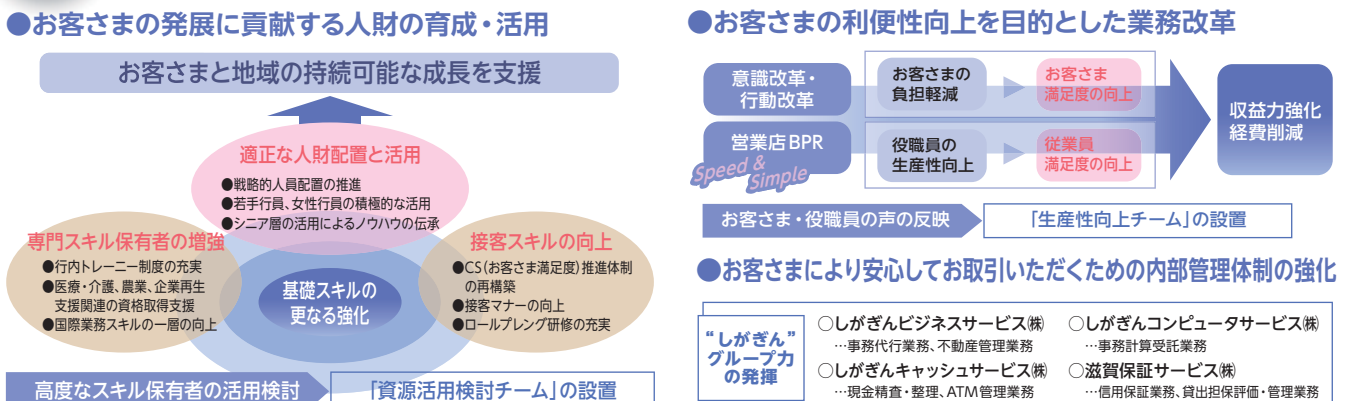 ●お客さまの発展に貢献する人財の育成・活用
お客さまと地域の持続可能な成長を支援
適正な人財配置と活用
●戦略的人員配置の推進
●若手行員、女性行員の積極的な活用
●シニア層の活用によるノウハウの伝承
専門スキル保有者の増強
●行内トレーニー制度の充実
●医療・介護、農業、企業再生
支援関連の資格取得支援
●国際業務スキルの一層の向上
基礎スキルの
更なる強化
接客スキルの向上
●CS(お客さま満足度)推進体制
の再構築
●接客マナーの向上
●ロールプレング研修の充実
高度なスキル保有者の活用検討
「資源活用検討チーム」の設置
●お客さまの利便性向上を目的とした業務改革
意識改革・
行動改革
お客さまの
負担軽減
お客さま
満足度の向上
営業店BPR
Speed &
Simple
役職員の
生産性向上
従業員
満足度の向上
収益力強化
経費削減
お客さま・役職員の声の反映
「生産性向上チーム」の設置
●お客さまにより安心してお取引いただくための内部管理体制の強化
“しがぎん”
グループ力
の発揮
○しがぎんビジネスサービス㈱
…事務代行業務、不動産管理業務
○しがぎんキャッシュサービス㈱
…現金精査・整理、ATM管理業務
○しがぎんコンピュータサービス㈱
…事務計算受託業務
○滋賀保証サービス㈱
…信用保証業務、貸出担保評価・管理業務